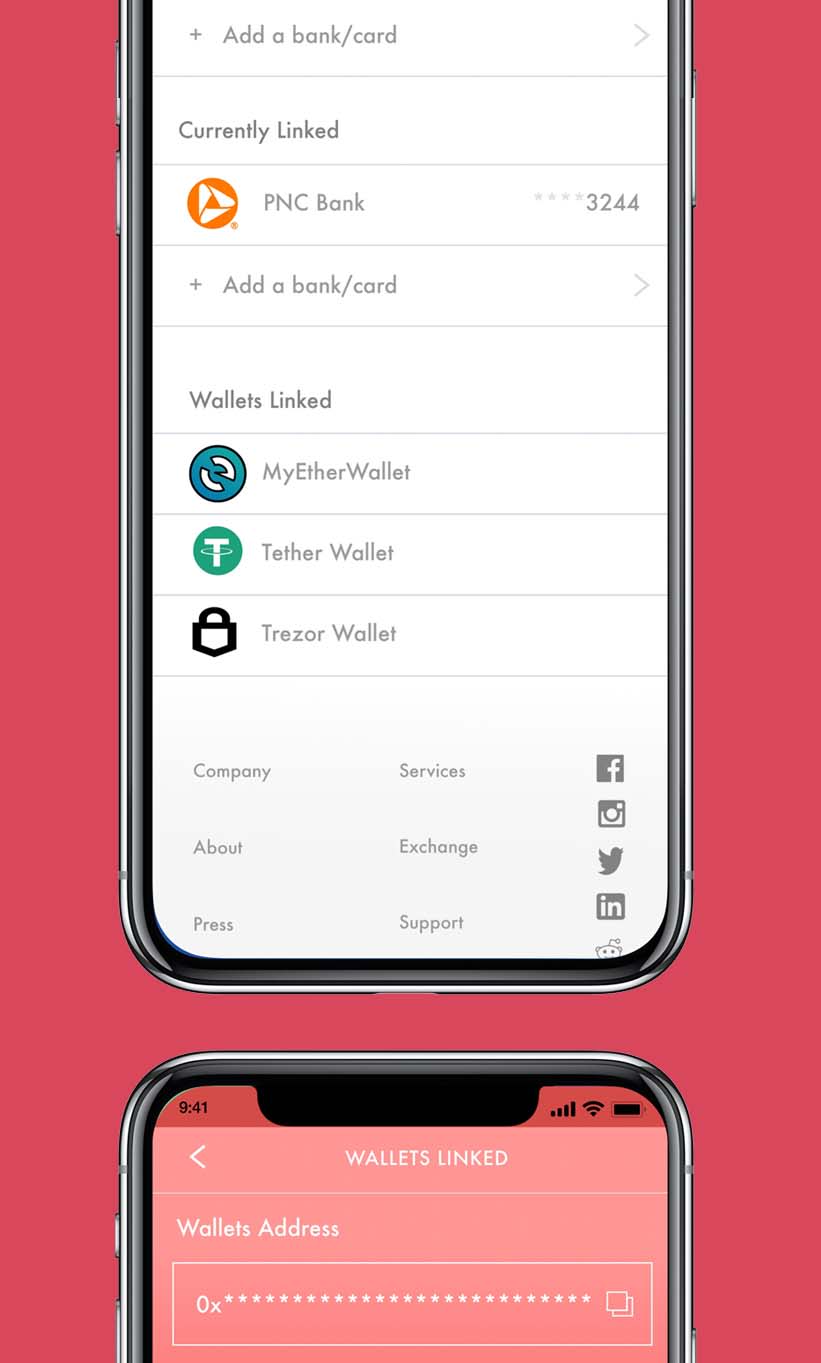 + Add a bank/card
Currently Linked
PNC Bank ****3244
+ Add a bank/card
Wallets Linked
MyEtherWallet
Tether Wallet
Trezor Wallet
Company Services
About Exchange
Press Support
9:41
WALLETS LINKED
Wallets Address
0x***************************